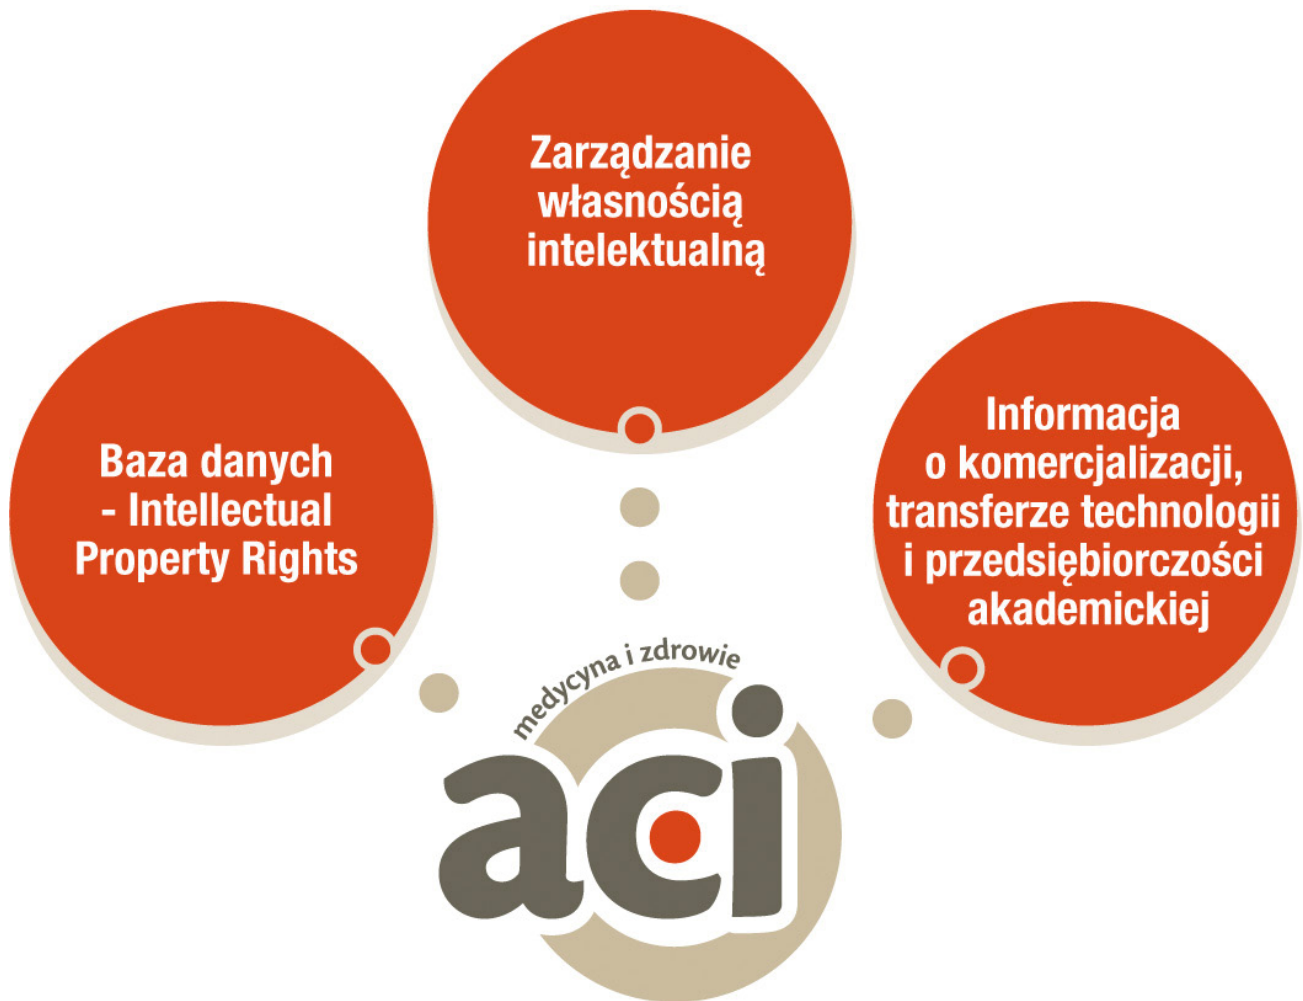 Zarządzanie
własnością
intelektualną
Baza danych
- Intellectual
Property Rights
Informacja
o komercjalizacji,
transferze technologii
i przedsiębiorczości
akademickiej
medycyna i zdrowie
aci